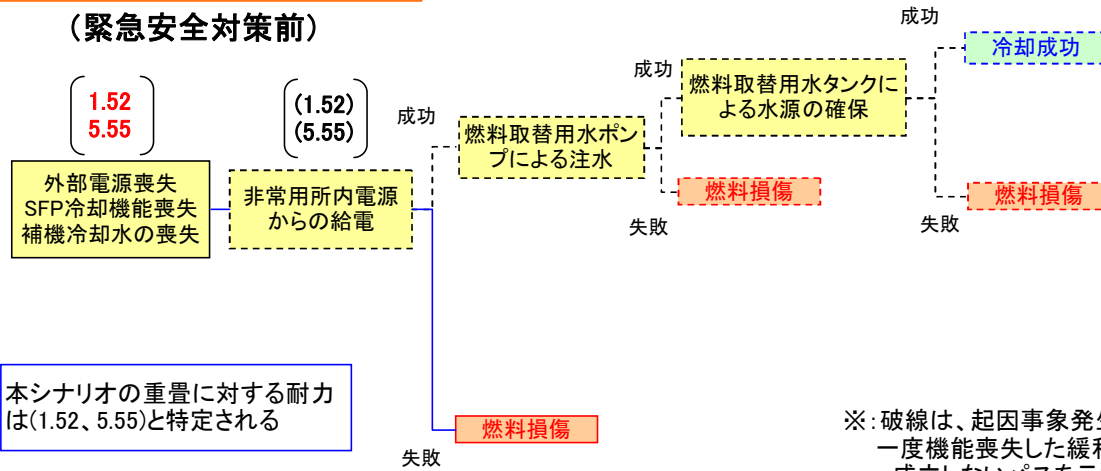 (緊急安全対策前)
1.52
5.55
(1.52)
(5.55)
外部電源喪失
SFP冷却機能喪失
補機冷却水の喪失
非常用所内電源
からの給電
成功
燃料取替用水ポン
プによる注水
成功
燃料取替用水タンクに
よる水源の確保
成功
冷却成功
燃料損傷
失敗
燃料損傷
失敗
燃料損傷
失敗
本シナリオの重畳に対する耐力
は(1.52、5.55)と特定される
※:破線は、起因事象発生
一度機能喪失した緩和